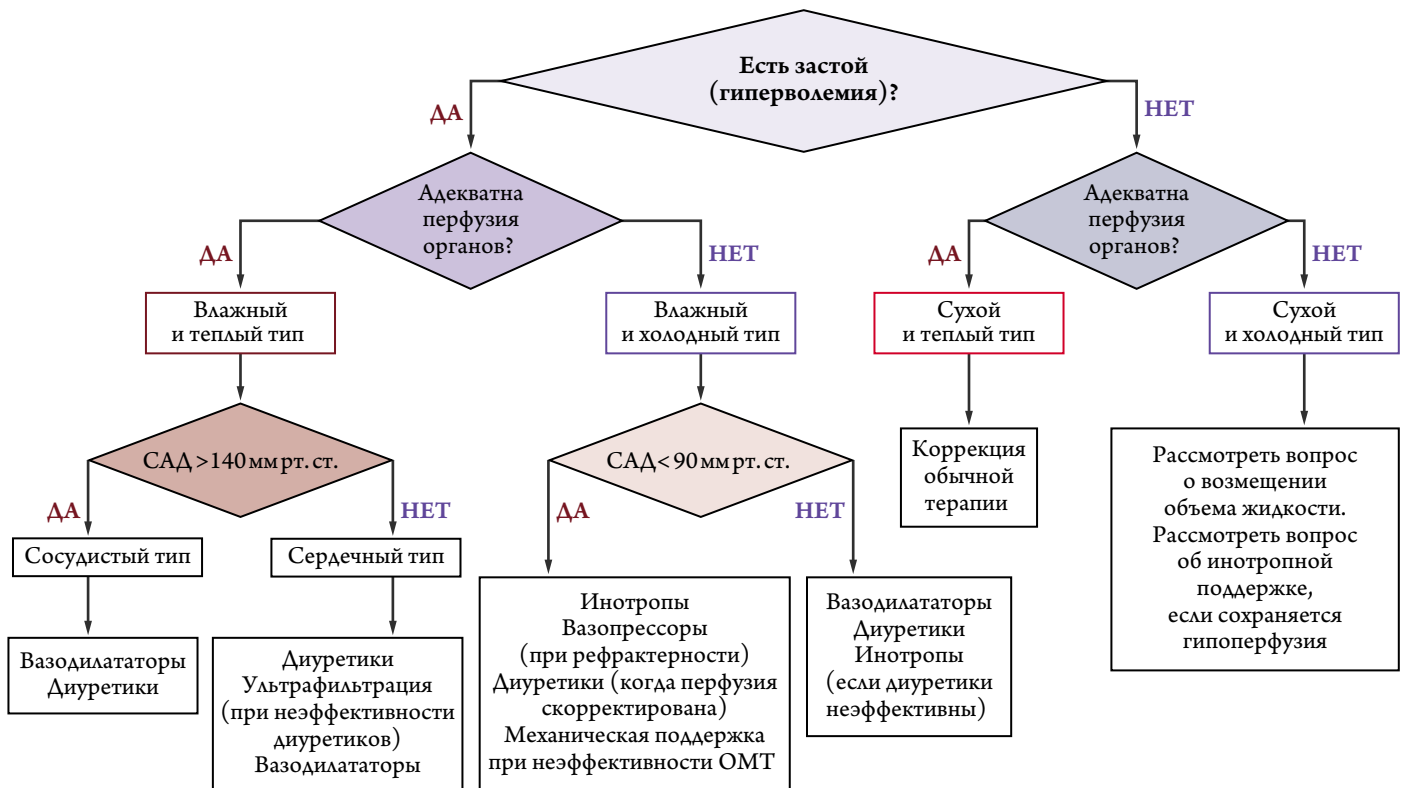 Есть застой
(гиперволемия)?
ДА
НЕТ
Адекватна
перфузия
органов?
Адекватна
перфузия
органов?
ДА
НЕТ
ДА
НЕТ
Влажный
и теплый тип
Влажный
и холодный тип
Сухой
и теплый тип
Сухой
и холодный тип
САД >140 мм рт. ст.
САД < 90 мм рт. ст.
Коррекция
обычной
терапии
Рассмотреть вопрос
о возмещении
объема жидкости.
Рассмотреть вопрос
об инотропной
поддержке,
если сохраняется
гипоперфузия
ДА
НЕТ
ДА
НЕТ
Сосудистый тип
Сердечный тип
Вазодилататоры
Диуретики
Диуретики
Ультрафильтрация
(при неэффективности
диуретиков)
Вазодилататоры
Инотропы
Вазопрессоры
(при рефрактерности)
Диуретики (когда перфузия
скорректирована)
Механическая поддержка
при неэффективности ОМТ
Вазодилататоры
Диуретики
Инотропы
(если диуретики
неэффективны)